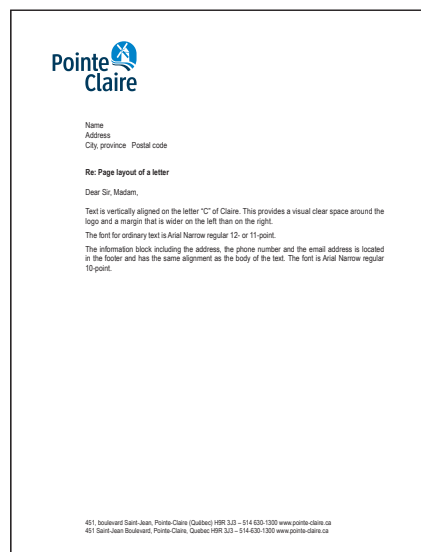 Pointe
Claire
Name
Address
City, province Postal code
Re: Page layout of a letter
Dear Sir, Madam,
Text is vertically aligned on the letter “C” of Claire. This provides a visual clear space around the
logo and a margin that is wider on the left than on the right.
The font for ordinary text is Arial Narrow regular 12- or 11-point.
The information block including the address, the phone number and the email address is located
in the footer and has the same alignment as the body of the text. The font is Arial Narrow regular
10-point.
451, boulevard Saint-Jean, Pointe-Claire (Québec) H9R 3J3 – 514 630-1300 www.pointe-claire.ca
451 Saint-Jean Boulevard, Pointe-Claire, Quebec H9R 3J3 – 514-630-1300 www.pointe-claire.ca